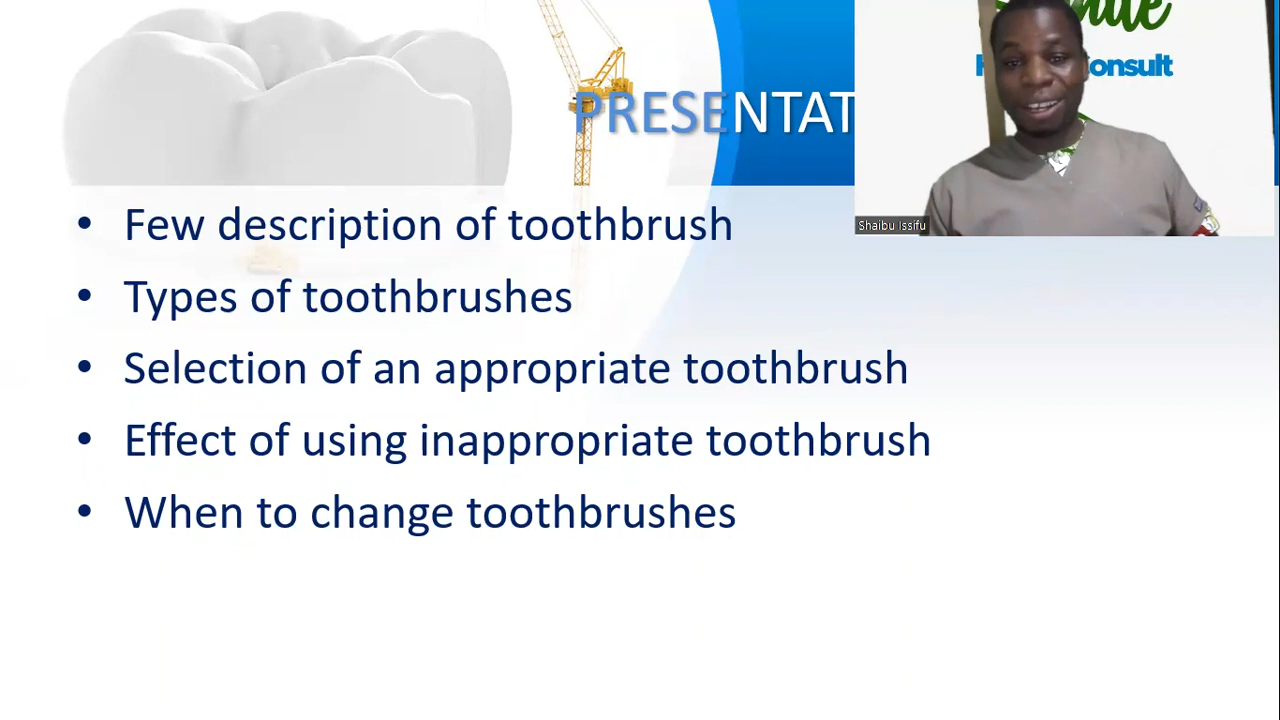 PRESENTAT
onsult
Shaibu Issifu
• Few description of toothbrush
• Types of toothbrushes
• Selection of an appropriate toothbrush
• Effect of using inappropriate toothbrush
• When to change toothbrushes